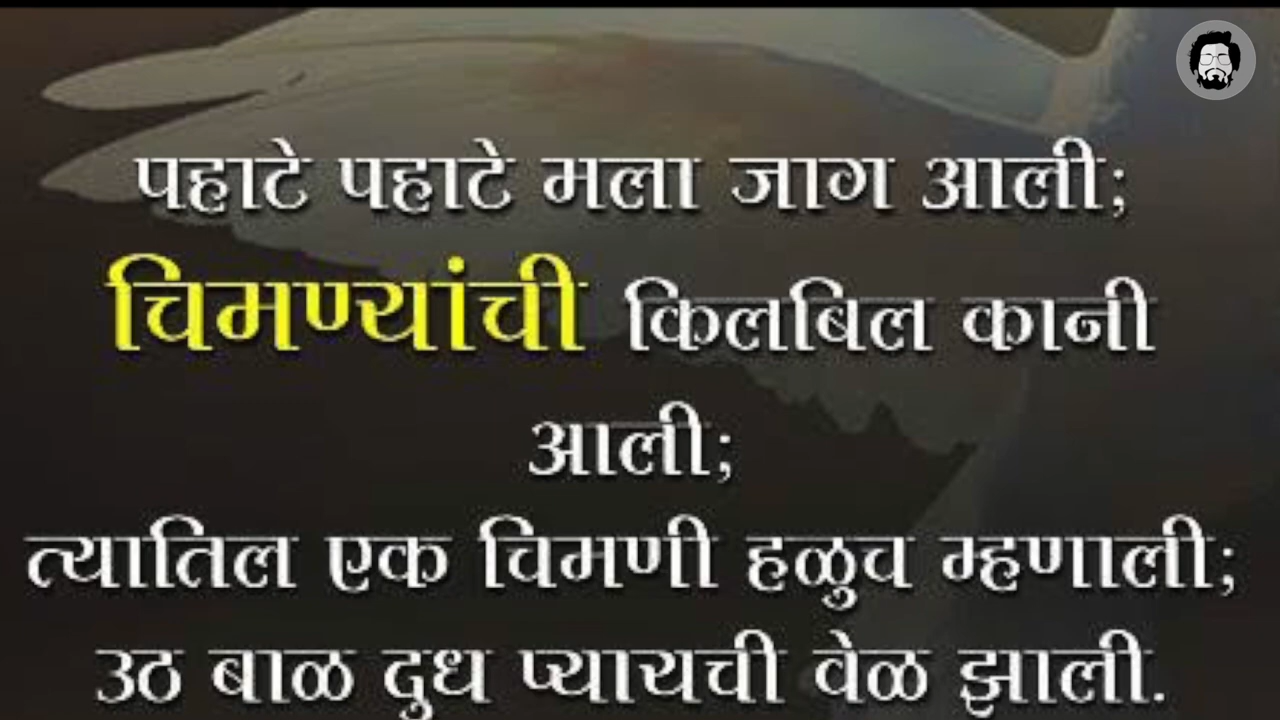 पहाटे पहाटे मला जाग आली;
चिमण्यांची किलबिल कानी
आली;
त्यातिल एक चिमणी हळुच म्हणाली;
उठ बाळ दुध प्यायची वेळ झाली.